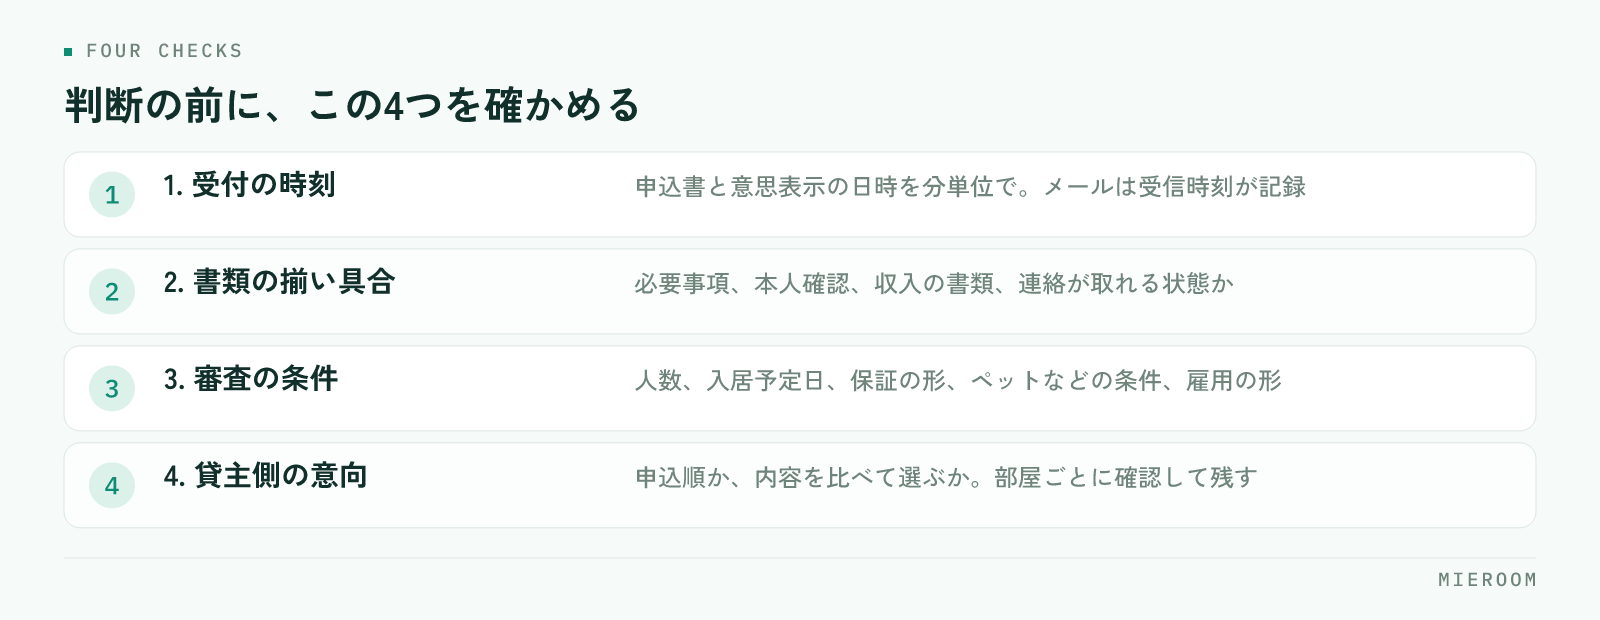 FOUR CHECKS
判断の前に、この4つを確かめる
1 1. 受付の時刻 申込書と意思表示の日時を分単位で。メールは受信時刻が記録
2 2. 書類の揃い具合 必要事項、本人確認、収入の書類、連絡が取れる状態か
3 3. 審査の条件 人数、入居予定日、保証の形、ペットなどの条件、雇用の形
4 4. 貸主側の意向 申込順か、内容を比べて選ぶか。部屋ごとに確認して残す
MIEROOM